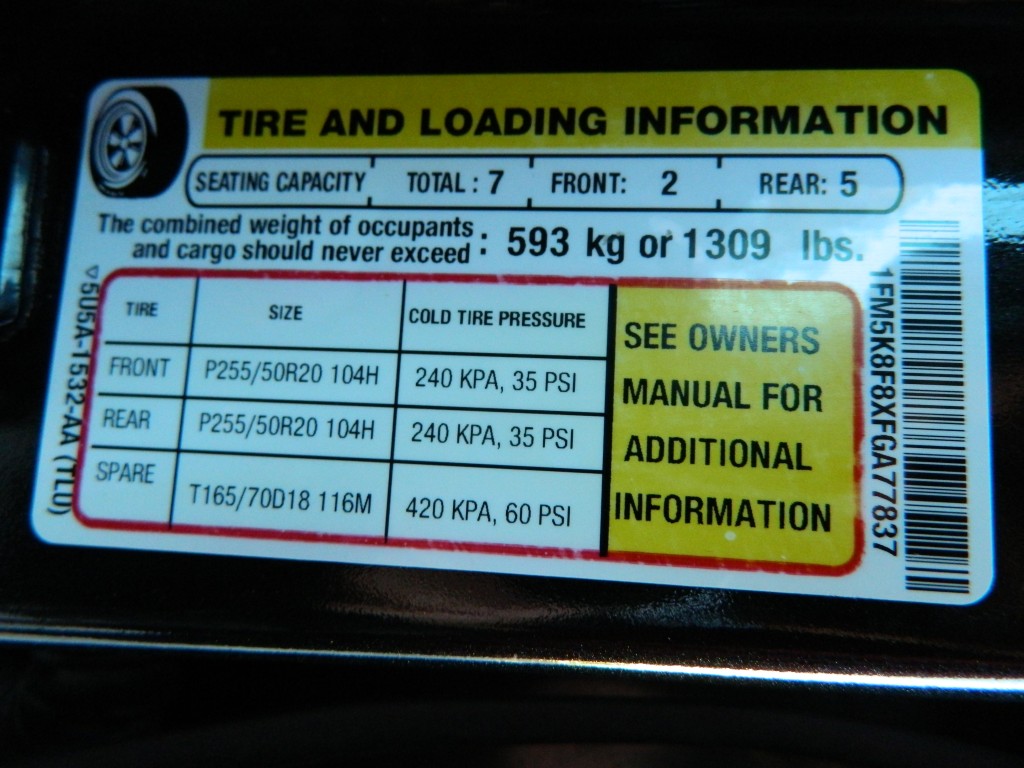 TIRE AND LOADING INFORMATION
SEATING CAPACITY TOTAL : 7 FRONT: 2 REAR: 5
The combined weight of occupants
and cargo should never exceed : 593 kg or 1309 lbs.
TIRE SIZE COLD TIRE PRESSURE
FRONT P255/50R20 104H 240 KPA, 35 PSI
REAR P255/50R20 104H 240 KPA, 35 PSI
SPARE T165/70D18 116M 420 KPA, 60 PSI
SEE OWNERS
MANUAL FOR
ADDITIONAL
INFORMATION
▽5U5A-1532-AA (TLD)
1FM5K8F8XFGA77837